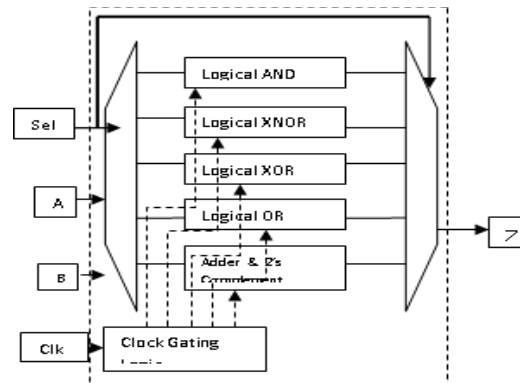 Logical AND
Logical XNOR
Sel
Logical XOR
A
Logical OR
B
Adder & 2's
Complement
Clk
Clock Gating